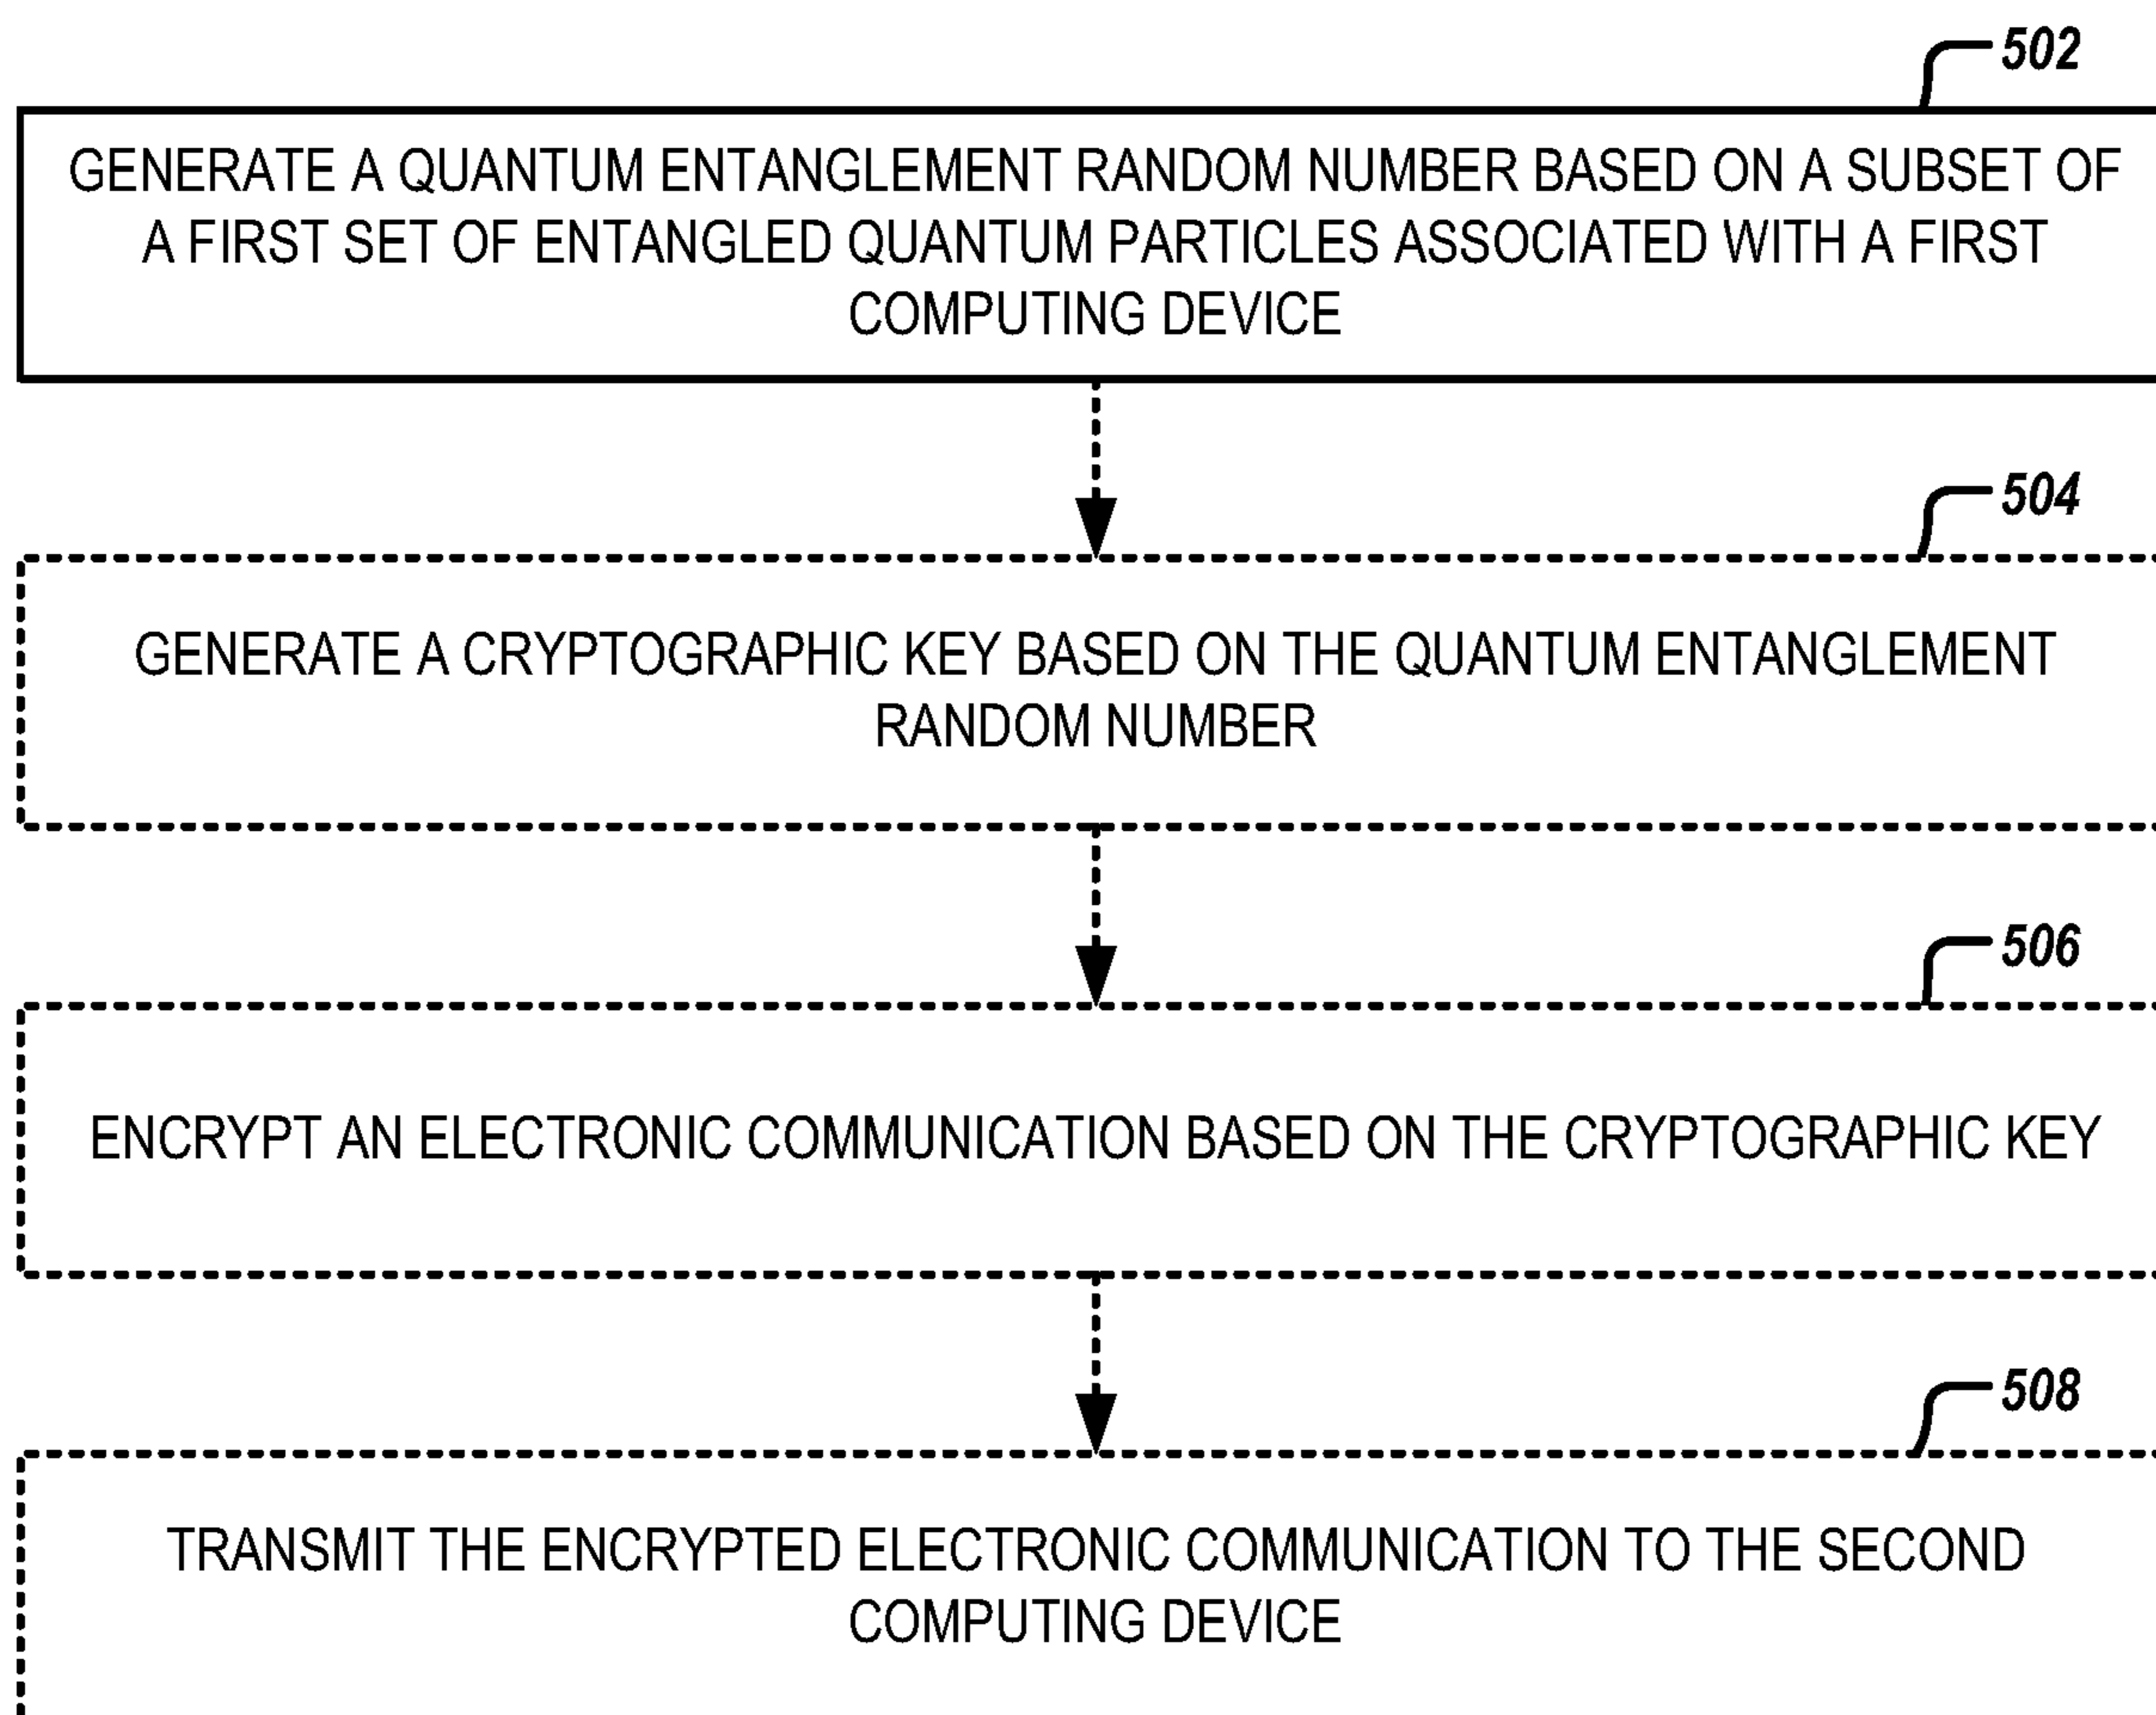 502
GENERATE A QUANTUM ENTANGLEMENT RANDOM NUMBER BASED ON A SUBSET OF
A FIRST SET OF ENTANGLED QUANTUM PARTICLES ASSOCIATED WITH A FIRST
COMPUTING DEVICE
504
GENERATE A CRYPTOGRAPHIC KEY BASED ON THE QUANTUM ENTANGLEMENT
RANDOM NUMBER
506
ENCRYPT AN ELECTRONIC COMMUNICATION BASED ON THE CRYPTOGRAPHIC KEY
508
TRANSMIT THE ENCRYPTED ELECTRONIC COMMUNICATION TO THE SECOND
COMPUTING DEVICE